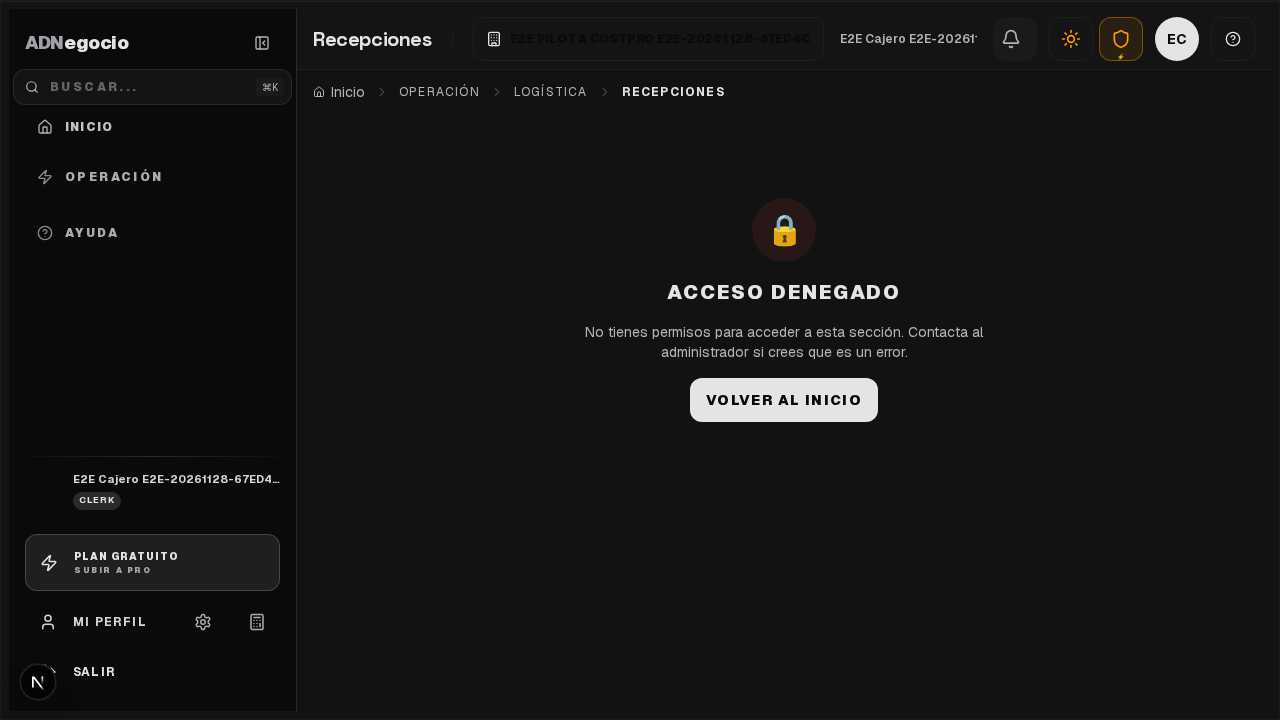 ADNegocio
BUSCAR...
⌘K
INICIO
OPERACIÓN
AYUDA
E2E Cajero E2E-20261128-67ED4…
CLERK
PLAN GRATUITO
SUBIR A PRO
MI PERFIL
SALIR
N
Recepciones
E2E PILOT A COSTPRO E2E-20261128-67ED4C
E2E Cajero E2E-20261
EC
Inicio
OPERACIÓN
LOGÍSTICA
RECEPCIONES
🔒
ACCESO DENEGADO
No tienes permisos para acceder a esta sección. Contacta al
administrador si crees que es un error.
VOLVER AL INICIO